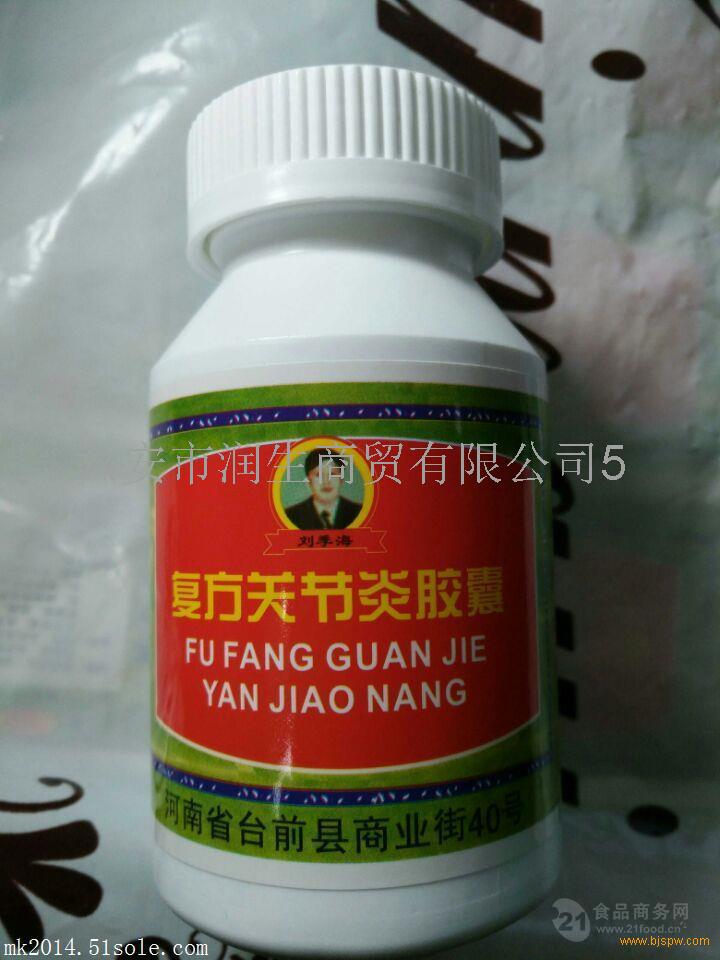 安市润生商贸有限公司5
刘季海
复方关节炎胶囊
FU FANG GUAN JIE
YAN JIAO NANG
河南省台前县商业街40号
21 食品商务网
www.21food.cn
mk2014.51sole.com
www.bjspw.com